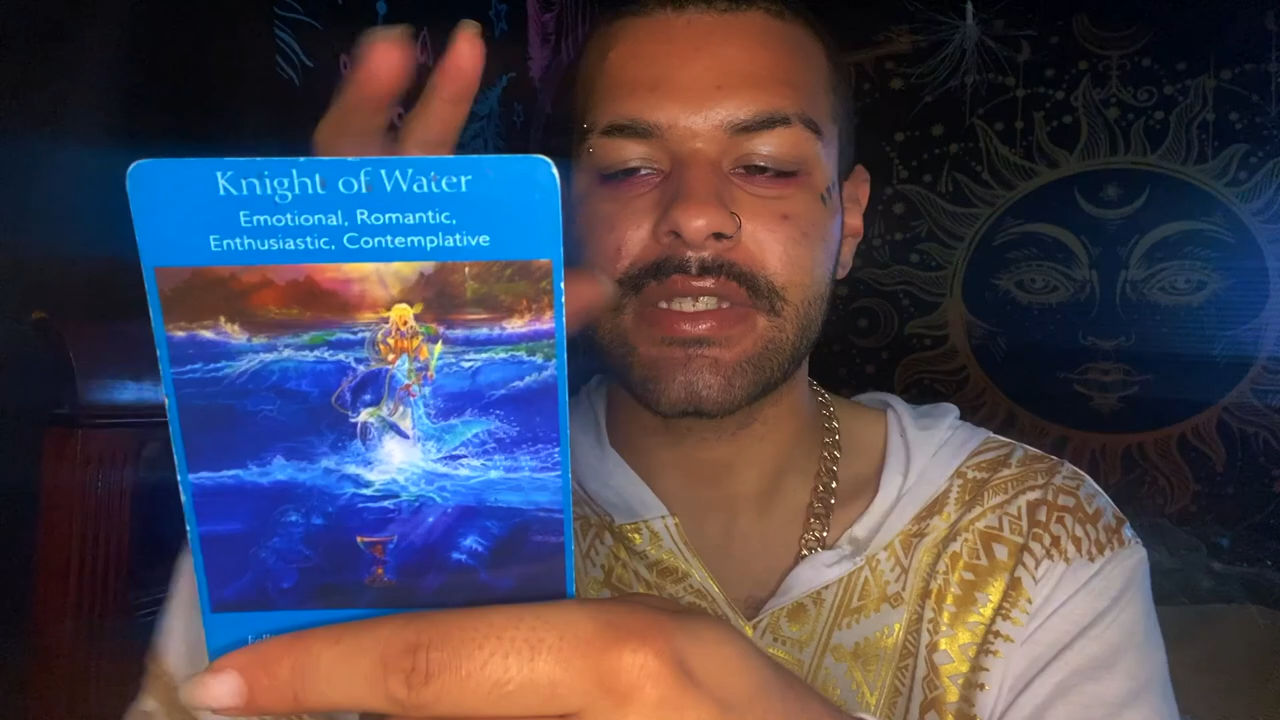 Knight of Water
Emotional, Romantic,
Enthusiastic, Contemplative